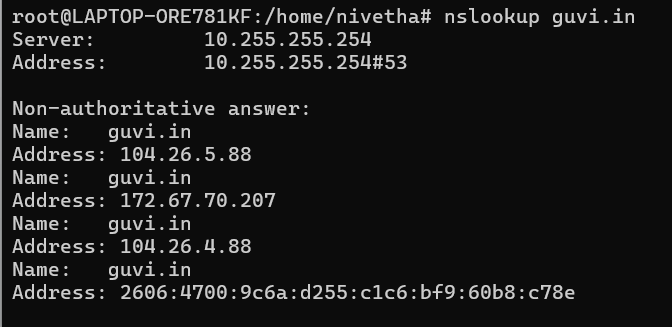 root@LAPTOP-ORE781KF:/home/nivetha# nslookup guvi.in
Server:         10.255.255.254
Address:        10.255.255.254#53

Non-authoritative answer:
Name:   guvi.in
Address: 104.26.5.88
Name:   guvi.in
Address: 172.67.70.207
Name:   guvi.in
Address: 104.26.4.88
Name:   guvi.in
Address: 2606:4700:9c6a:d255:c1c6:bf9:60b8:c78e